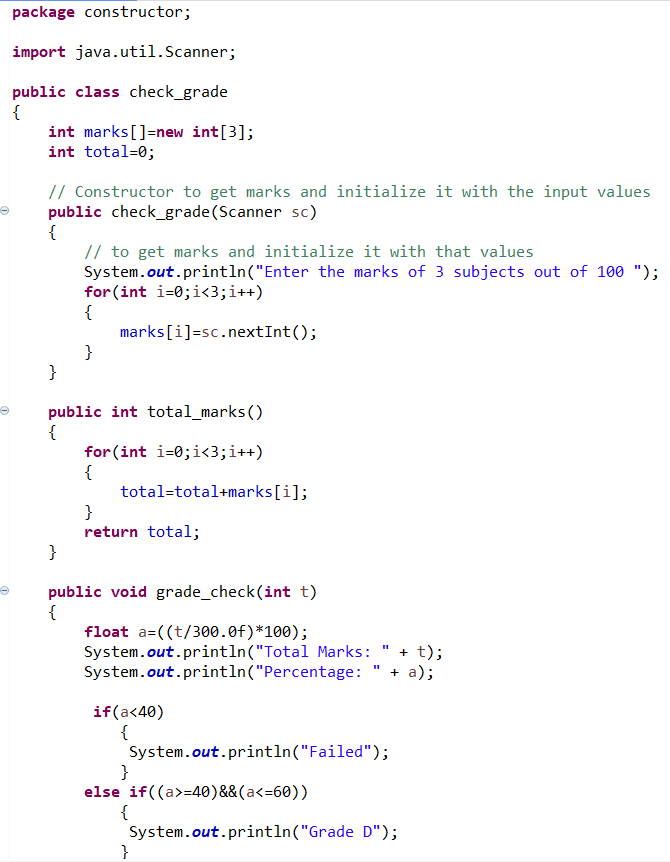 package constructor;
import java.util.Scanner;
public class check_grade
{
    int marks[]=new int[3];
    int total=0;
    // Constructor to get marks and initialize it with the input values
    public check_grade(Scanner sc)
    {
        // to get marks and initialize it with that values
        System.out.println("Enter the marks of 3 subjects out of 100 ");
        for(int i=0;i<3;i++)
        {
            marks[i]=sc.nextInt();
        }
    }
    public int total_marks()
    {
        for(int i=0;i<3;i++)
        {
            total=total+marks[i];
        }
        return total;
    }
    public void grade_check(int t)
    {
        float a=((t/300.0f)*100);
        System.out.println("Total Marks: " + t);
        System.out.println("Percentage: " + a);
         if(a<40)
            {
             System.out.println("Failed");
            }
        else if((a>=40)&&(a<=60))
            {
             System.out.println("Grade D");
            }